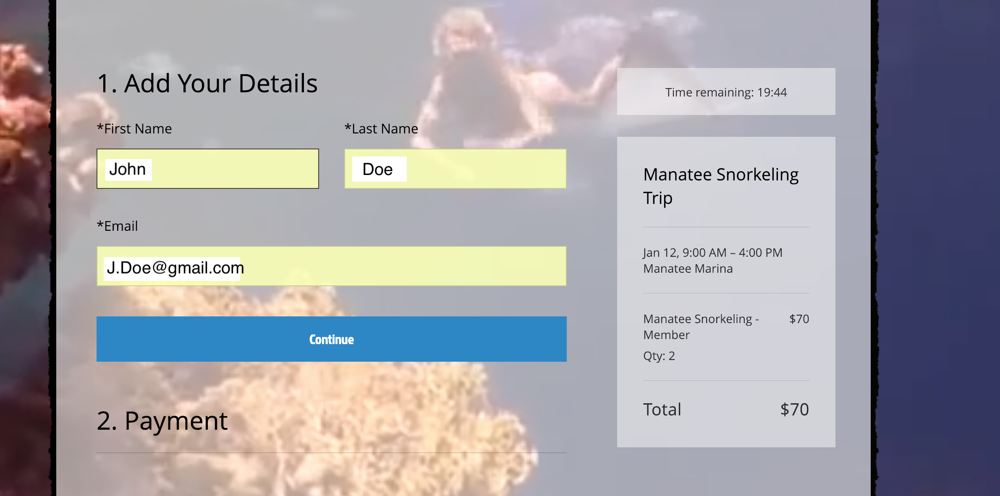 1. Add Your Details
*First Name
*Last Name
John
Doe
*Email
J.Doe@gmail.com
Continue
2. Payment
Time remaining: 19:44
Manatee Snorkeling
Trip
Jan 12, 9:00 AM – 4:00 PM
Manatee Marina
Manatee Snorkeling - $70
Member
Qty: 2
Total $70